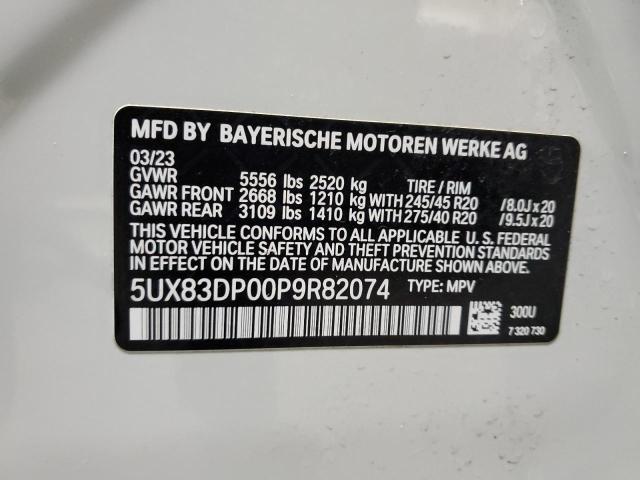 MFD BY BAYERISCHE MOTOREN WERKE AG
03/23
GVWR 5556 lbs 2520 kg TIRE / RIM
GAWR FRONT 2668 lbs 1210 kg WITH 245/45 R20 /8.0J x 20
GAWR REAR 3109 lbs 1410 kg WITH 275/40 R20 /9.5J x 20
THIS VEHICLE CONFORMS TO ALL APPLICABLE U. S. FEDERAL
MOTOR VEHICLE SAFETY AND THEFT PREVENTION STANDARDS
IN EFFECT ON THE DATE OF MANUFACTURE SHOWN ABOVE.
5UX83DP00P9R82074 TYPE: MPV
300U
7 320 730